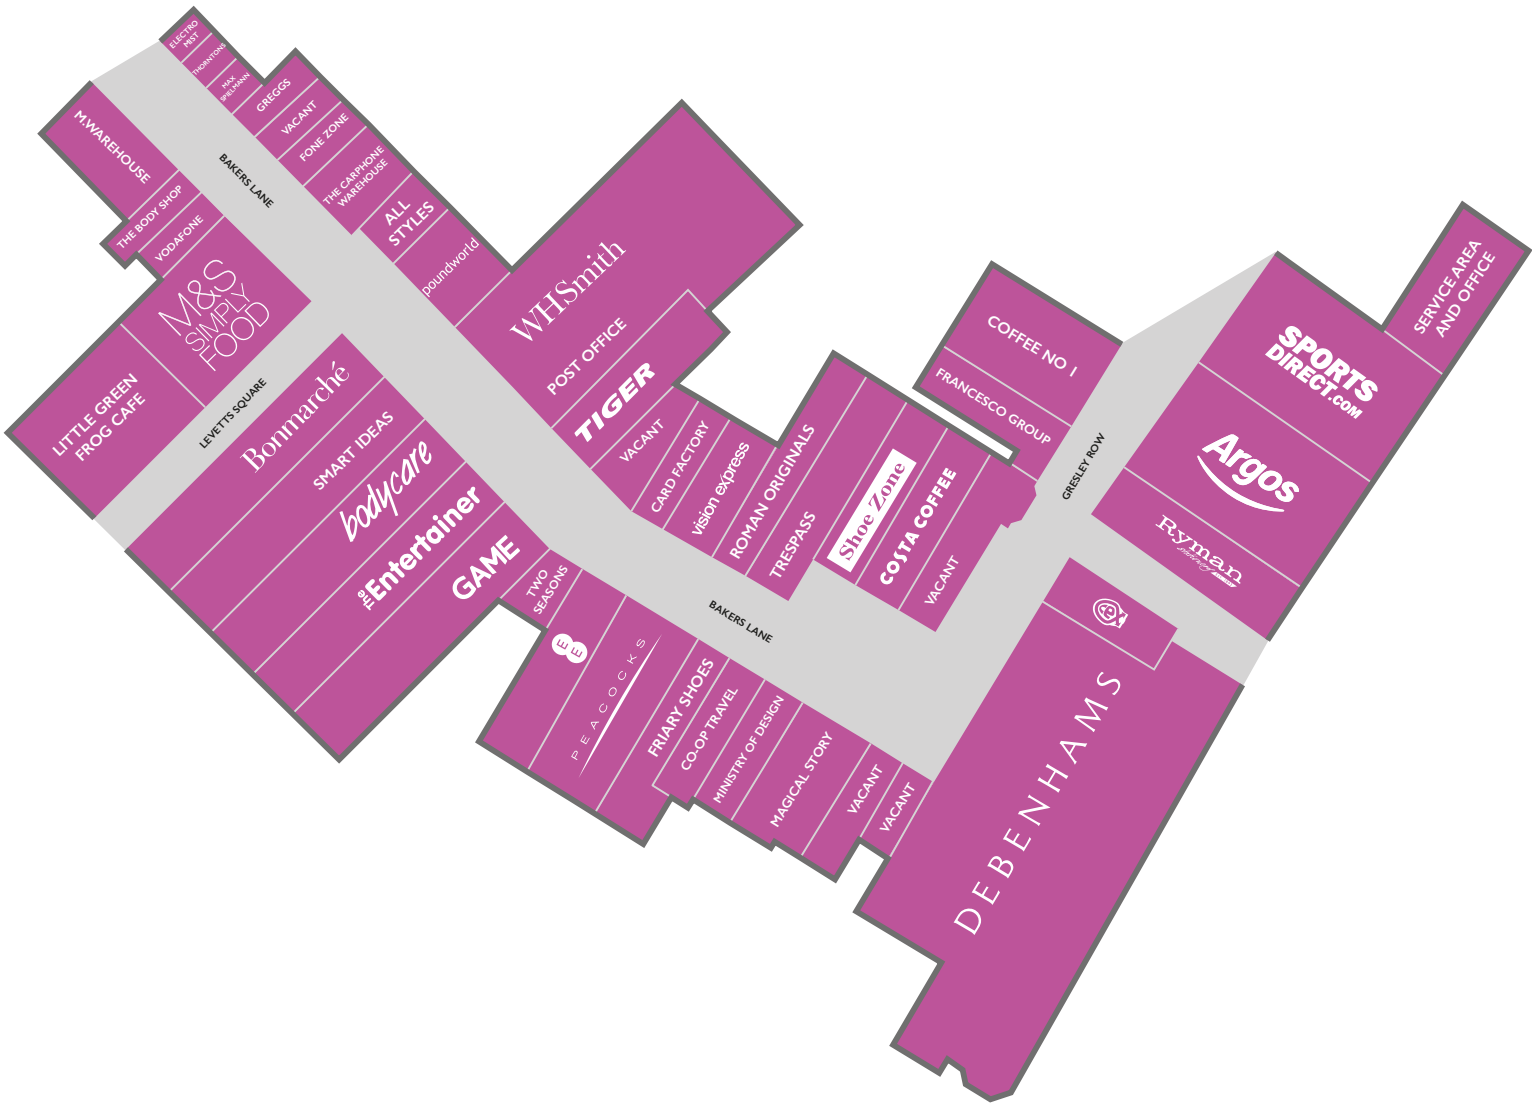 ELECTRO
MIST
THORNTONS
MAX
SPIELMANN
GREGGS
VACANT
FONE ZONE
THE CARPHONE
WAREHOUSE
ALL
STYLES
poundworld
WHSmith
POST OFFICE
TIGER
VACANT
CARD FACTORY
vision express
ROMAN ORIGINALS
TRESPASS
Shoe Zone
COSTA COFFEE
VACANT
COFFEE NO 1
FRANCESCO GROUP
GRESLEY ROW
SPORTS
DIRECT.COM
SERVICE AREA
AND OFFICE
Argos
Ryman
M.WAREHOUSE
THE BODY SHOP
VODAFONE
M&S
SIMPLY
FOOD
LITTLE GREEN
FROG CAFE
BAKERS LANE
LEVETTS SQUARE
Bonmarché
SMART IDEAS
bodycare
THE Entertainer
GAME
TWO
SEASONS
EE
PEACOCKS
FRIARY SHOES
CO-OP TRAVEL
MINISTRY OF DESIGN
MAGICAL STORY
VACANT
VACANT
BAKERS LANE
DEBENHAMS